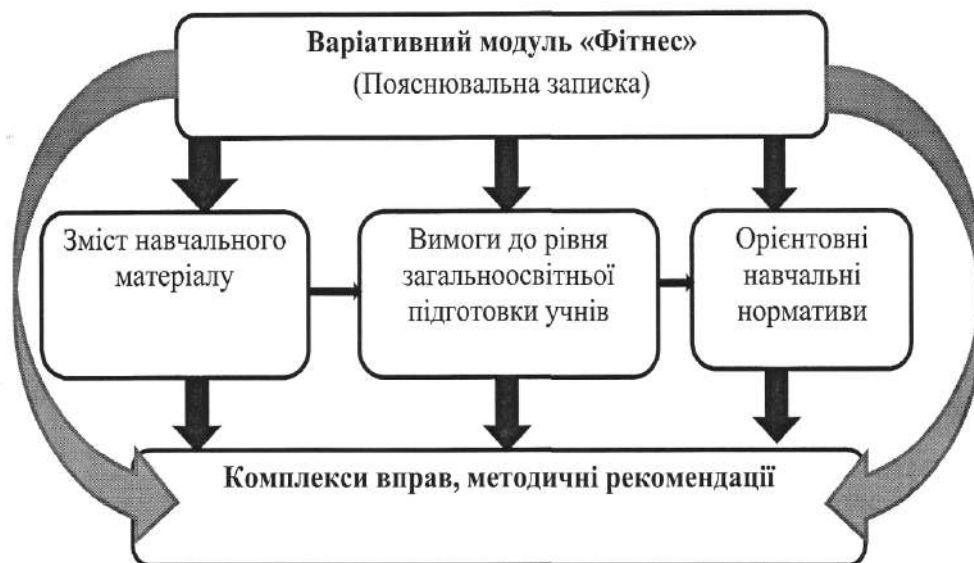 Варіативний модуль «Фітнес»
(Пояснювальна записка)
Зміст навчального
матеріалу
Вимоги до рівня
загальноосвітньої
підготовки учнів
Орієнтовні
навчальні
нормативи
Комплекси вправ, методичні рекомендації